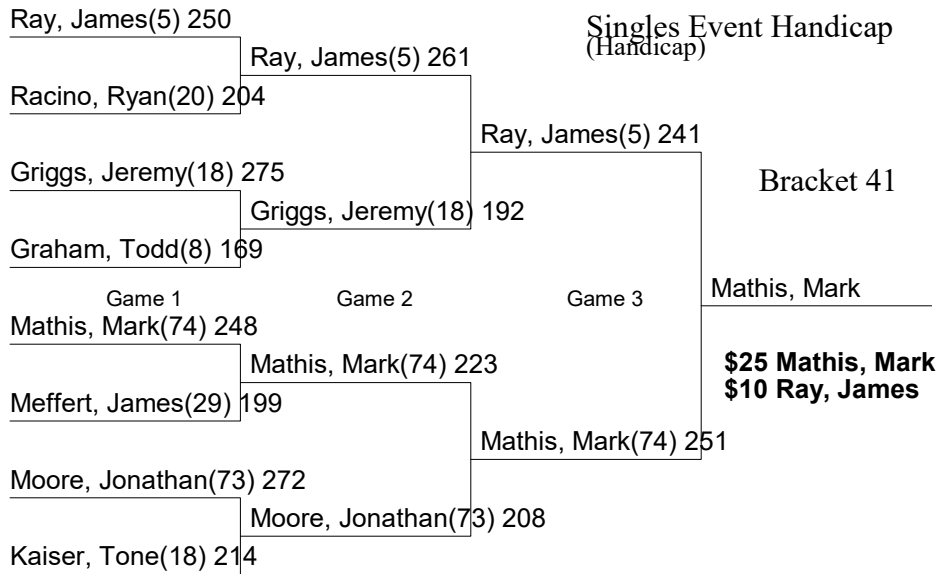 Ray, James(5) 250
Singles Event Handicap
(Handicap)
Ray, James(5) 261
Racino, Ryan(20) 204
Ray, James(5) 241
Griggs, Jeremy(18) 275
Bracket 41
Griggs, Jeremy(18) 192
Graham, Todd(8) 169
Game 1
Game 2
Game 3
Mathis, Mark
Mathis, Mark(74) 248
Mathis, Mark(74) 223
$25 Mathis, Mark
$10 Ray, James
Meffert, James(29) 199
Mathis, Mark(74) 251
Moore, Jonathan(73) 272
Moore, Jonathan(73) 208
Kaiser, Tone(18) 214